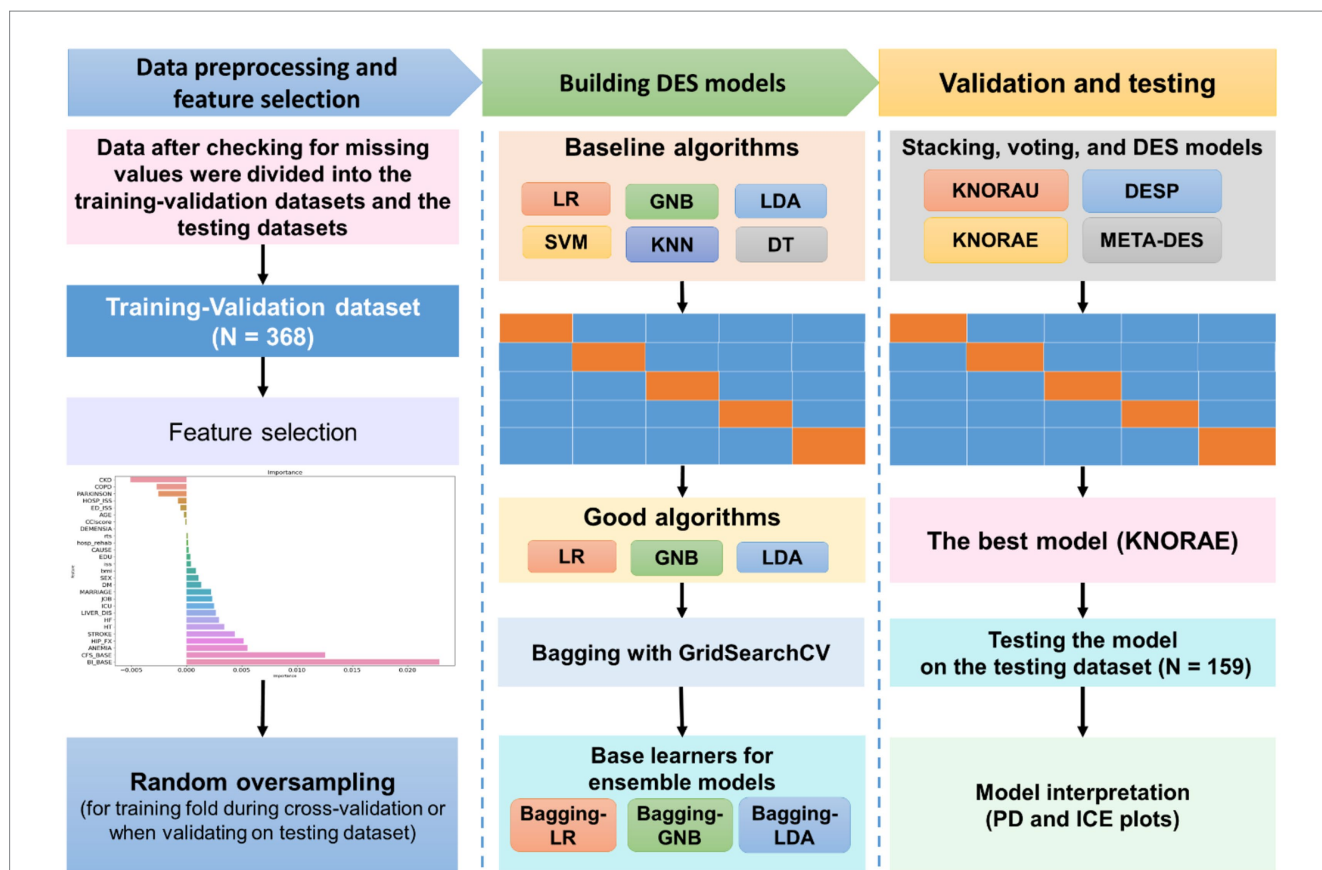 Data preprocessing and
feature selection
Building DES models
Validation and testing
Data after checking for missing
values were divided into the
training-validation datasets and the
testing datasets
Training-Validation dataset
(N = 368)
Feature selection
Importance
CKD
COPD
PARKINSON
HOSP_ISS
ED_ISS
AGE
CCIscore
DEMENSIA
rts
hosp_rehab
CAUSE
EDU
iss
bmi
SEX
DM
MARRIAGE
JOB
ICU
LIVER_DIS
HF
HT
STROKE
HIP_FX
ANEMIA
CFS_BASE
BI_BASE
−0.005 0.000 0.005 0.010 0.015 0.020
Importance
Random oversampling
(for training fold during cross-validation or
when validating on testing dataset)
Baseline algorithms
LR GNB LDA
SVM KNN DT
Good algorithms
LR GNB LDA
Bagging with GridSearchCV
Base learners for
ensemble models
Bagging-LR Bagging-GNB Bagging-LDA
Stacking, voting, and DES models
KNORAU DESP
KNORAE META-DES
The best model (KNORAE)
Testing the model
on the testing dataset (N = 159)
Model interpretation
(PD and ICE plots)